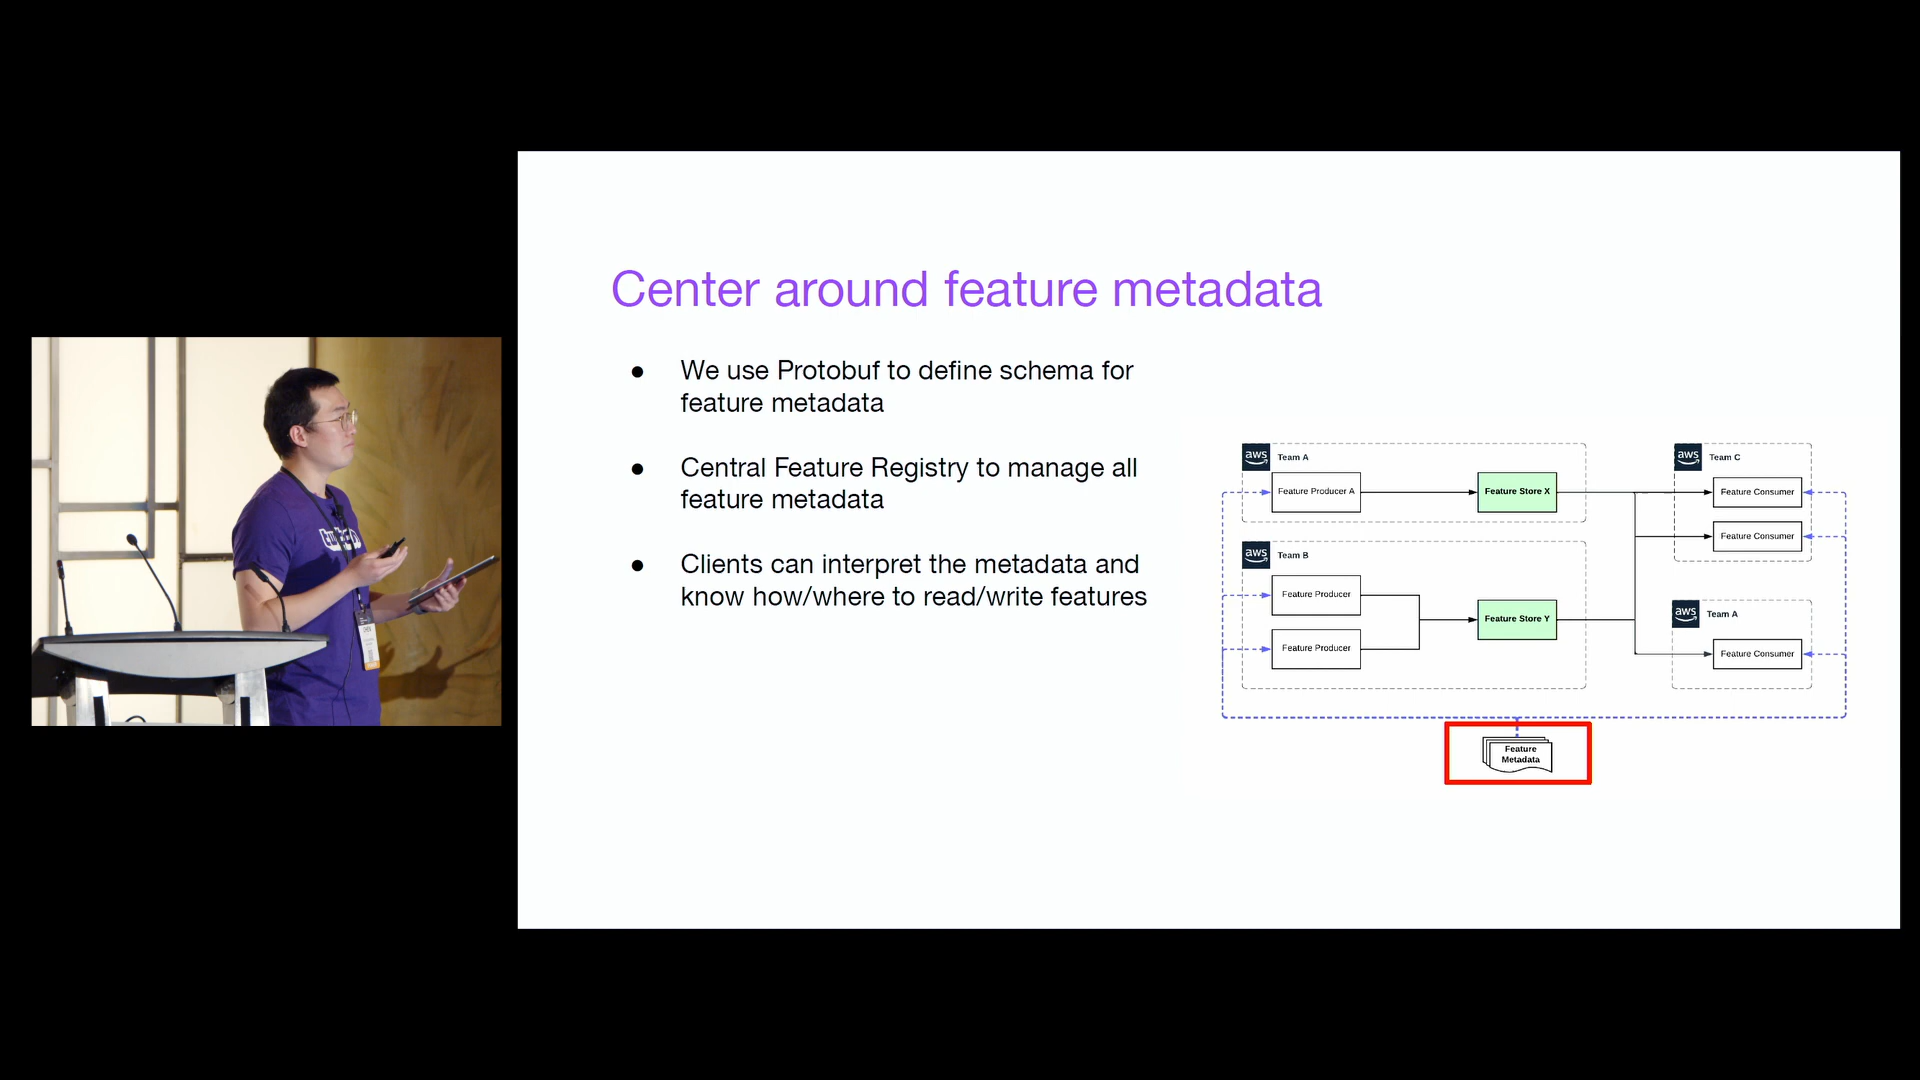 Center around feature metadata
● We use Protobuf to define schema for
feature metadata
● Central Feature Registry to manage all
feature metadata
● Clients can interpret the metadata and
know how/where to read/write features
aws Team A
Feature Producer A
Feature Store X
aws Team B
Feature Producer
Feature Producer
Feature Store Y
aws Team C
Feature Consumer
Feature Consumer
aws Team A
Feature Consumer
Feature
Metadata